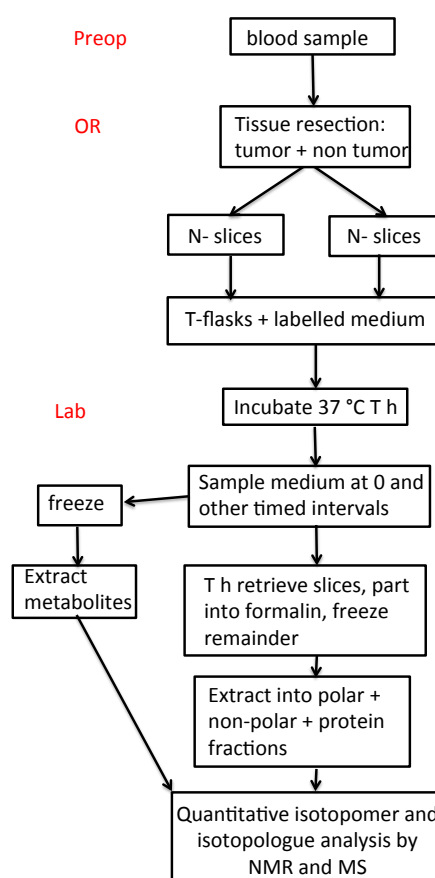 Preop
blood sample
OR
Tissue resection:
tumor + non tumor
N- slices
N- slices
T-flasks + labelled medium
Lab
Incubate 37 °C T h
Sample medium at 0 and
other timed intervals
freeze
Extract
metabolites
T h retrieve slices, part
into formalin, freeze
remainder
Extract into polar +
non-polar + protein
fractions
Quantitative isotopomer and
isotopologue analysis by
NMR and MS